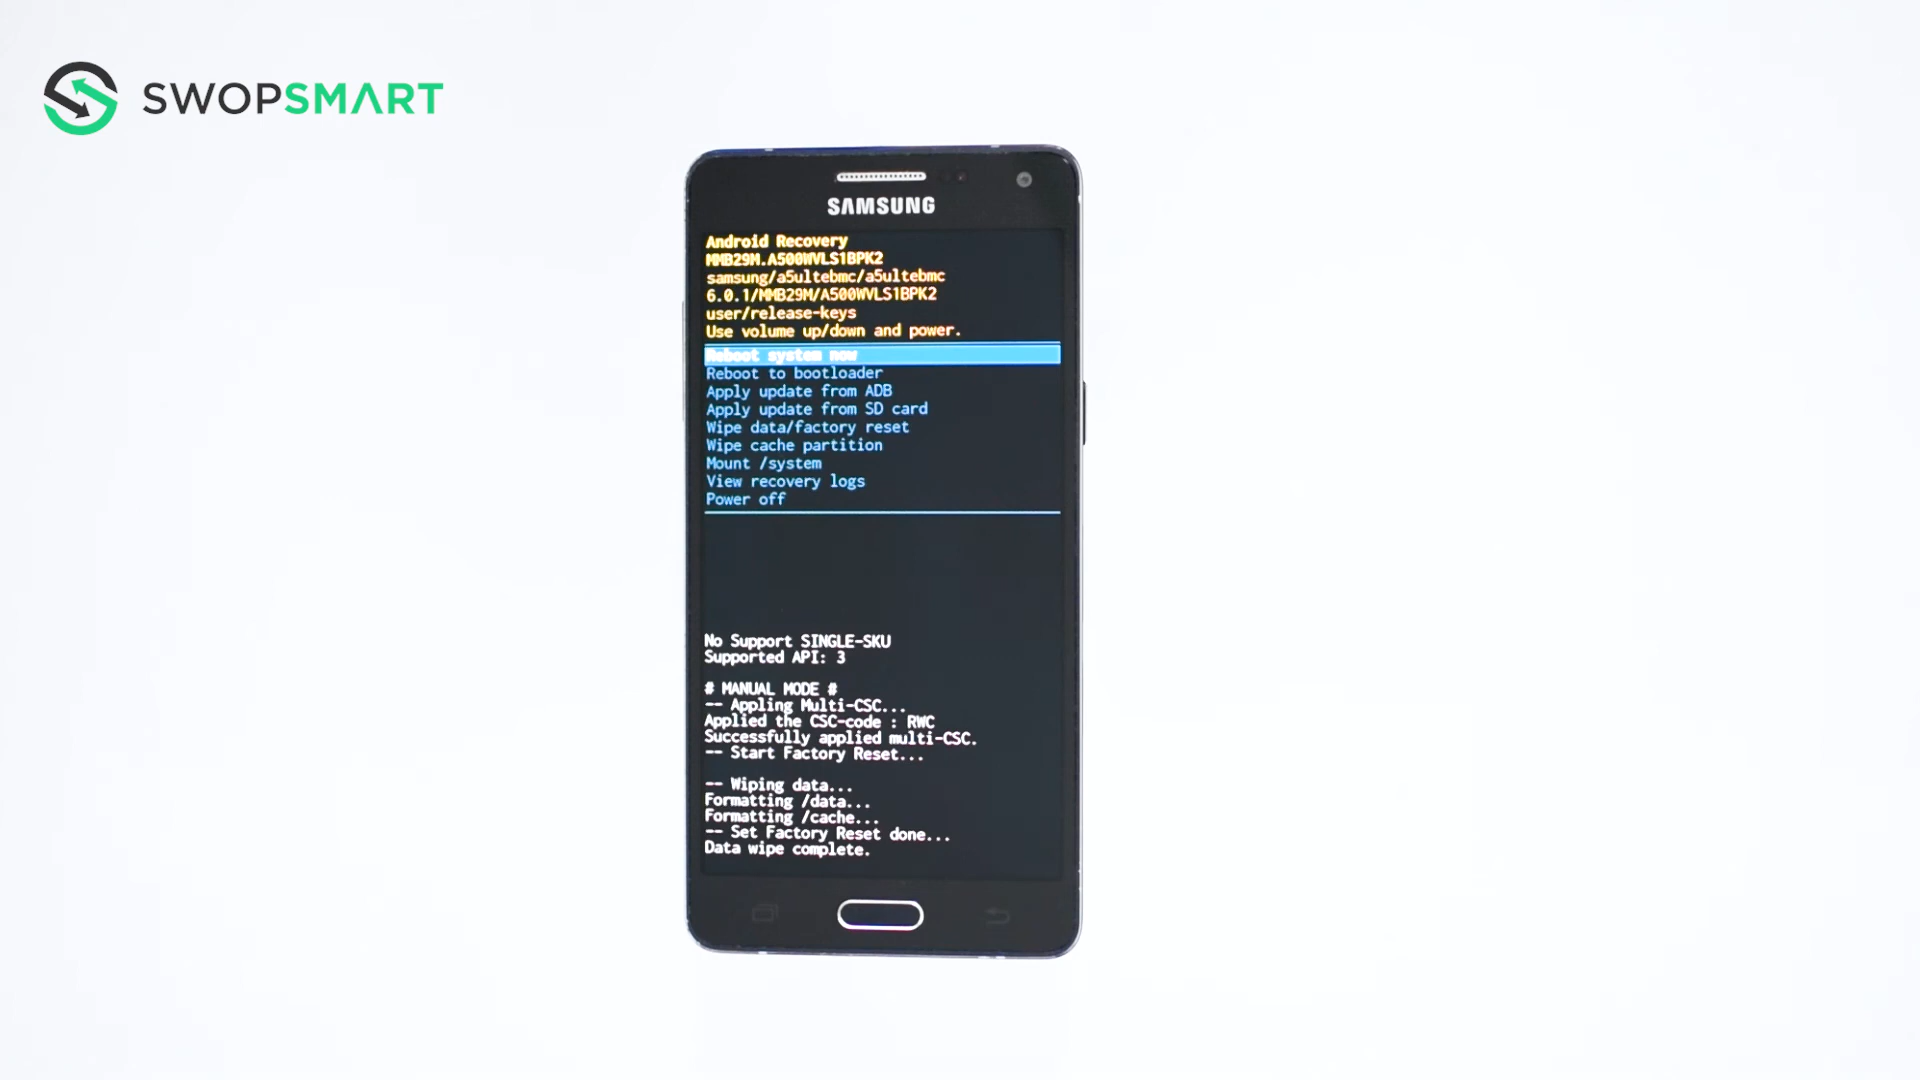 SWOPSMART
SAMSUNG
Android Recovery
MMB29M.A500WVLS1BPK2
samsung/a5ultebmc/a5ultebmc
6.0.1/MMB29M/A500WVLS1BPK2
user/release-keys
Use volume up/down and power.
Reboot system now
Reboot to bootloader
Apply update from ADB
Apply update from SD card
Wipe data/factory reset
Wipe cache partition
Mount /system
View recovery logs
Power off
No Support SINGLE-SKU
Supported API: 3
# MANUAL MODE #
-- Appling Multi-CSC...
Applied the CSC-code : RWC
Successfully applied multi-CSC.
-- Start Factory Reset...
-- Wiping data...
Formatting /data...
Formatting /cache...
-- Set Factory Reset done...
Data wipe complete.